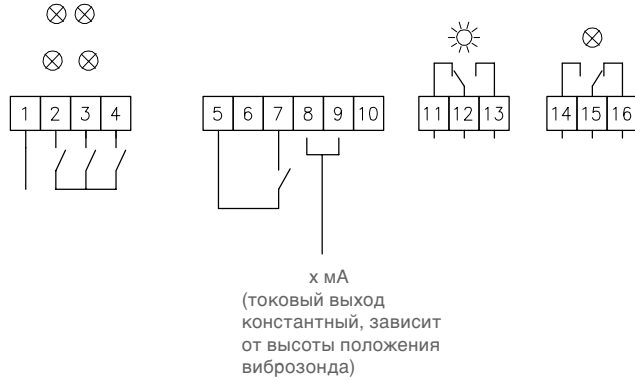 1 2 3 4
5 6 7 8 9 10
11 12 13
14 15 16
x мА
(токовый выход
константный, зависит
от высоты положения
виброзонда)